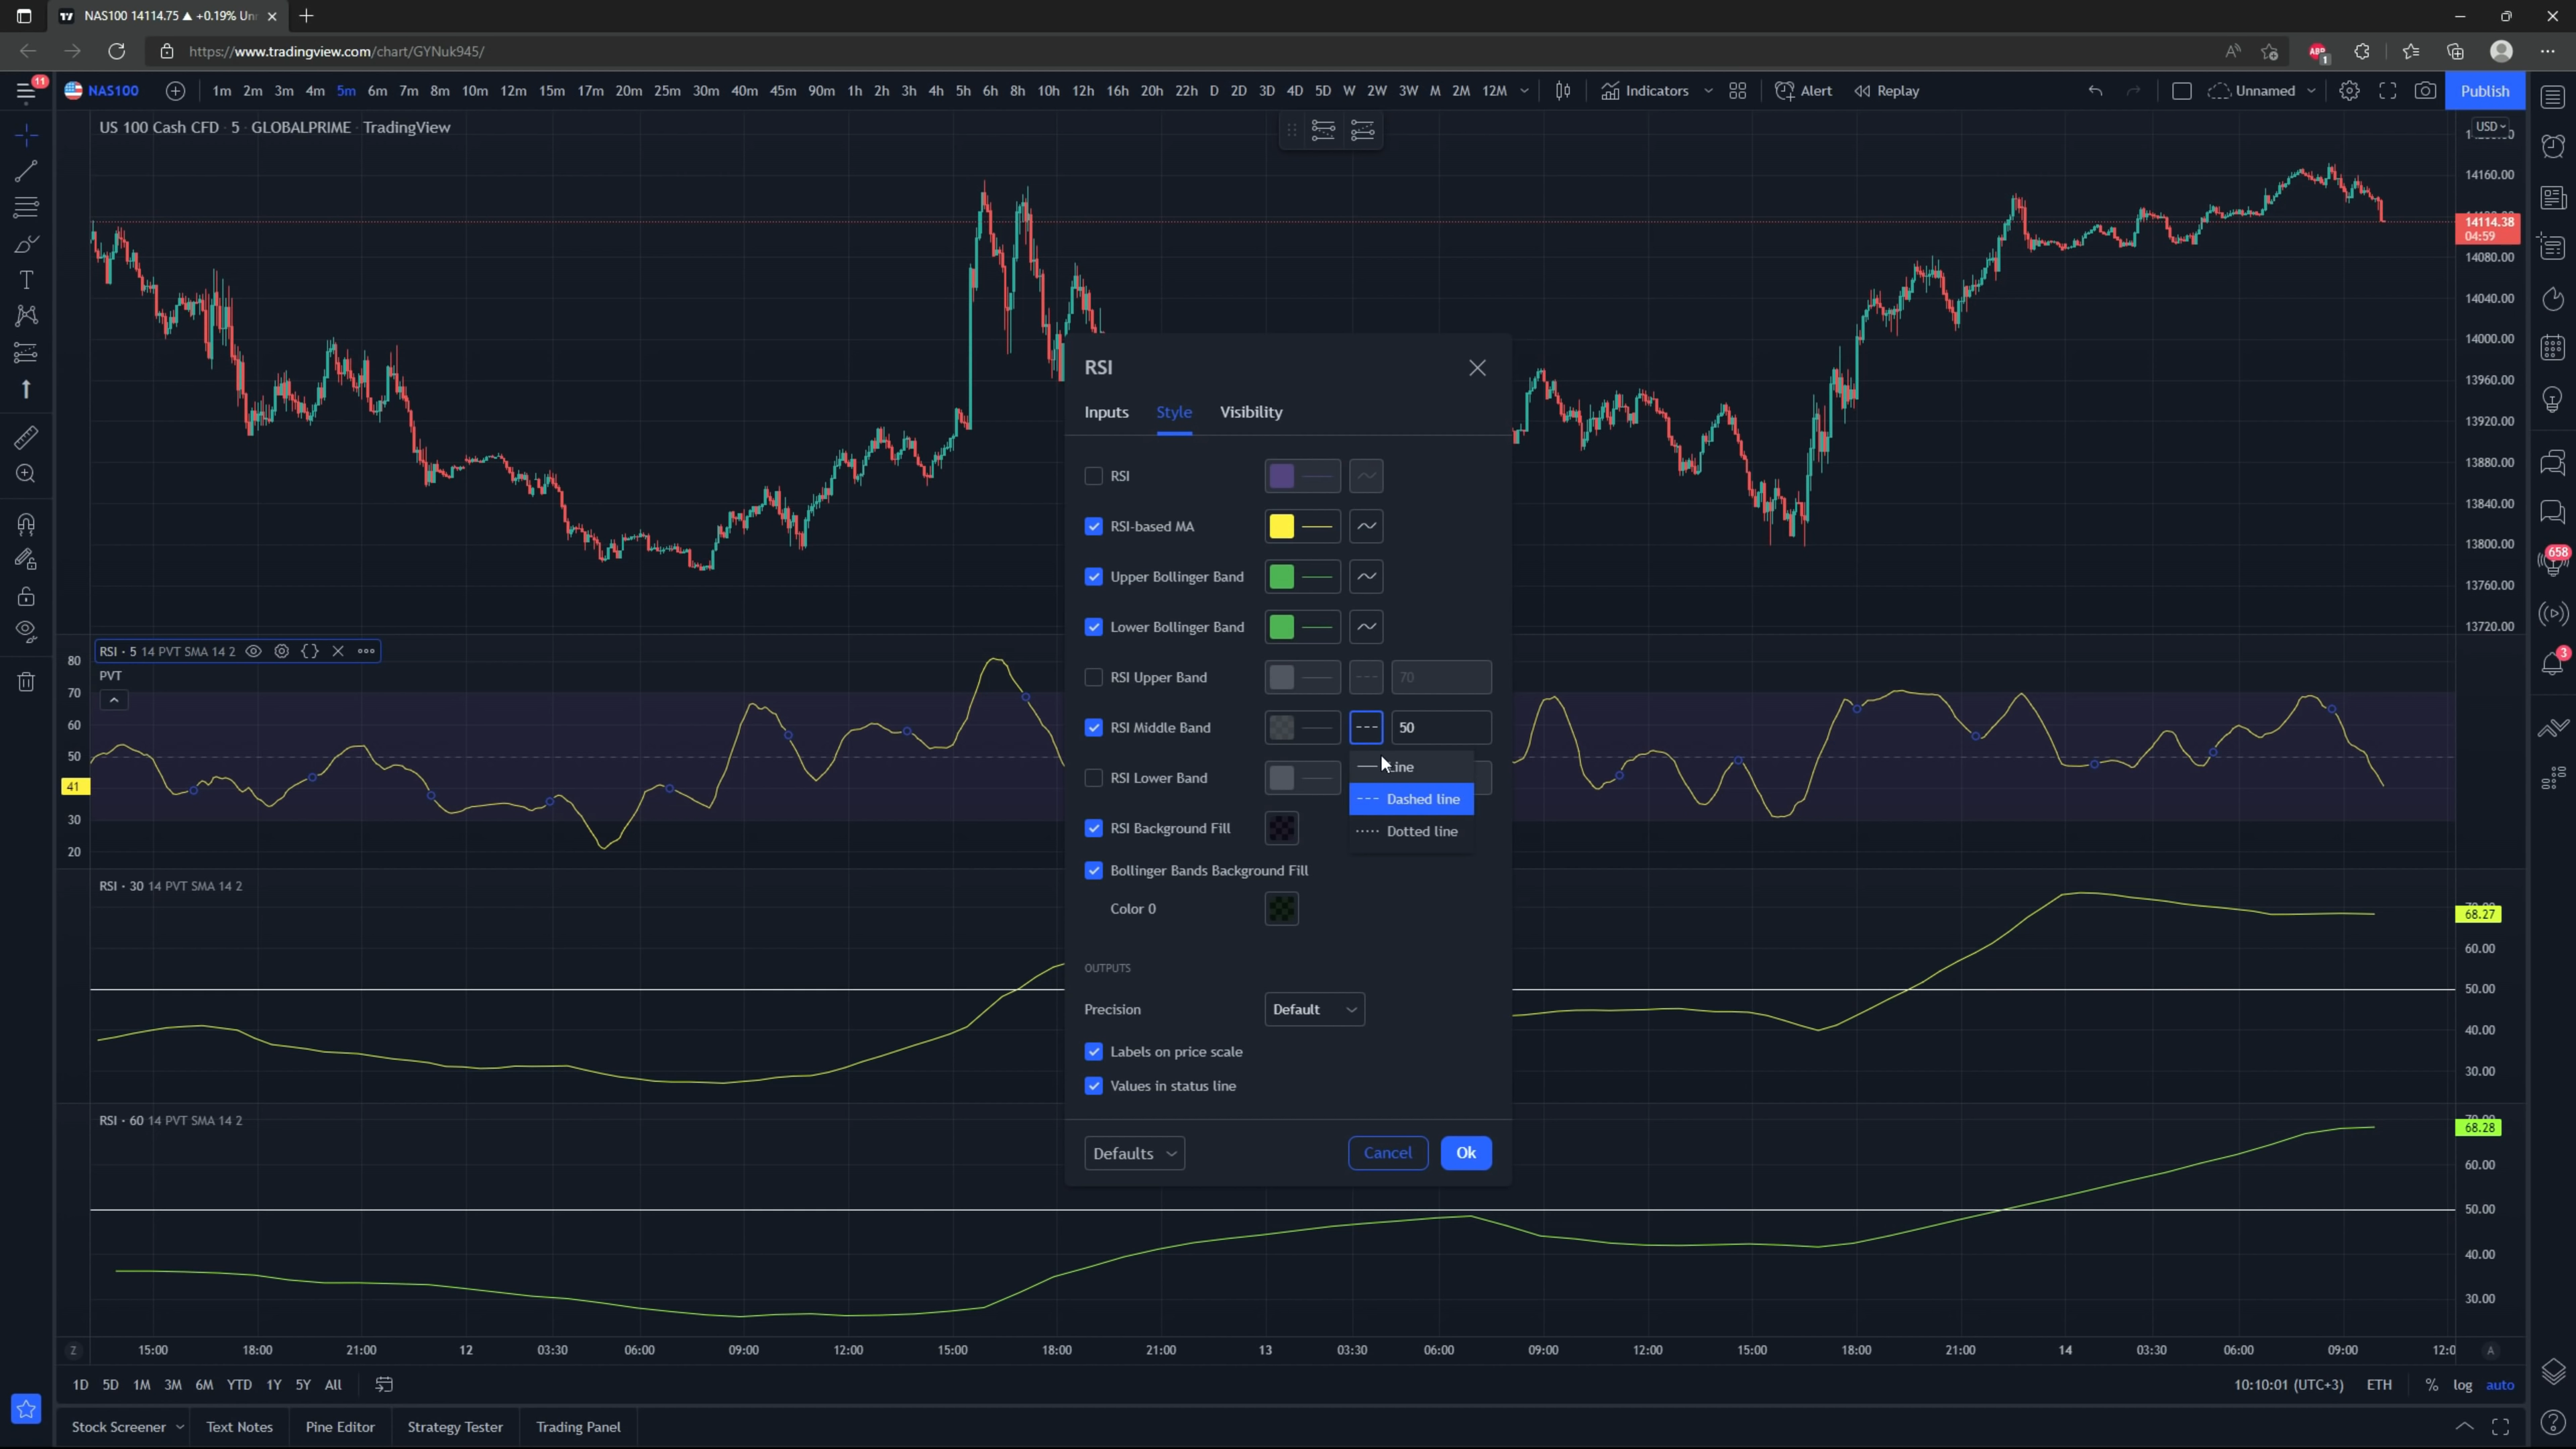 NAS100 14114.75 ▲ +0.19% Un
https://www.tradingview.com/chart/GYNuk945/
11
NAS100 1m 2m 3m 4m 5m 6m 7m 8m 10m 12m 15m 17m 20m 25m 30m 40m 45m 90m 1h 2h 3h 4h 5h 6h 8h 10h 12h 16h 20h 22h D 2D 3D 4D 5D W 2W 3W M 2M 12M Indicators Alert Replay Unnamed Publish
US 100 Cash CFD · 5 · GLOBALPRIME · TradingView
USD
14160.00
14114.38
04:59
14080.00
14040.00
14000.00
13960.00
13920.00
13880.00
13840.00
13800.00
13760.00
13720.00
658
3
RSI
Inputs Style Visibility
RSI
RSI-based MA
Upper Bollinger Band
Lower Bollinger Band
RSI Upper Band 70
RSI Middle Band 50
Line
RSI Lower Band
Dashed line
RSI Background Fill
Dotted line
Bollinger Bands Background Fill
Color 0
OUTPUTS
Precision Default
Labels on price scale
Values in status line
Defaults Cancel Ok
RSI · 5 14 PVT SMA 14 2
PVT
80
70
60
50
41
30
20
RSI · 30 14 PVT SMA 14 2
68.27
60.00
50.00
40.00
30.00
RSI · 60 14 PVT SMA 14 2
70.00
68.28
60.00
50.00
40.00
30.00
Z 15:00 18:00 21:00 12 03:30 06:00 09:00 12:00 15:00 18:00 21:00 13 03:30 06:00 09:00 12:00 15:00 18:00 21:00 14 03:30 06:00 09:00 12:0 A
1D 5D 1M 3M 6M YTD 1Y 5Y All 10:10:01 (UTC+3) ETH % log auto
Stock Screener Text Notes Pine Editor Strategy Tester Trading Panel